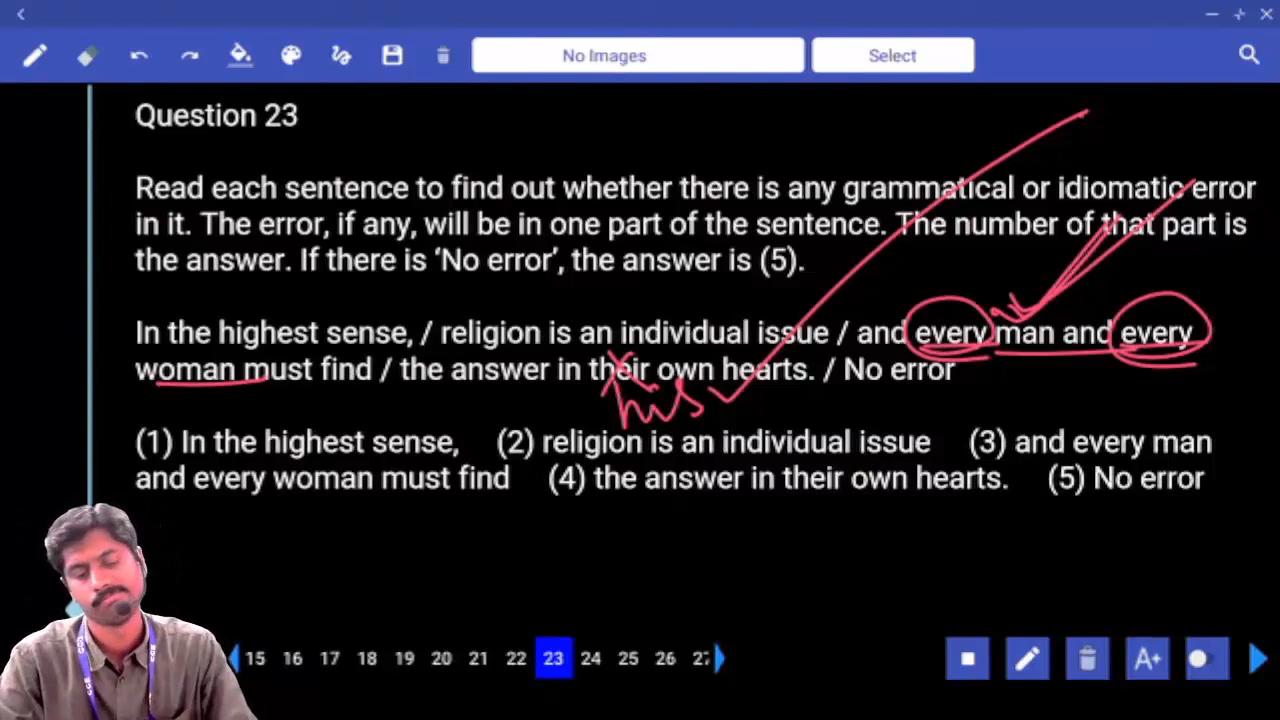 No Images
Select
Question 23
Read each sentence to find out whether there is any grammatical or idiomatic error
in it. The error, if any, will be in one part of the sentence. The number of that part is
the answer. If there is ‘No error’, the answer is (5).
In the highest sense, / religion is an individual issue / and every man and every
woman must find / the answer in their own hearts. / No error
his
(1) In the highest sense, (2) religion is an individual issue (3) and every man
and every woman must find (4) the answer in their own hearts. (5) No error
15 16 17 18 19 20 21 22 23 24 25 26
A+